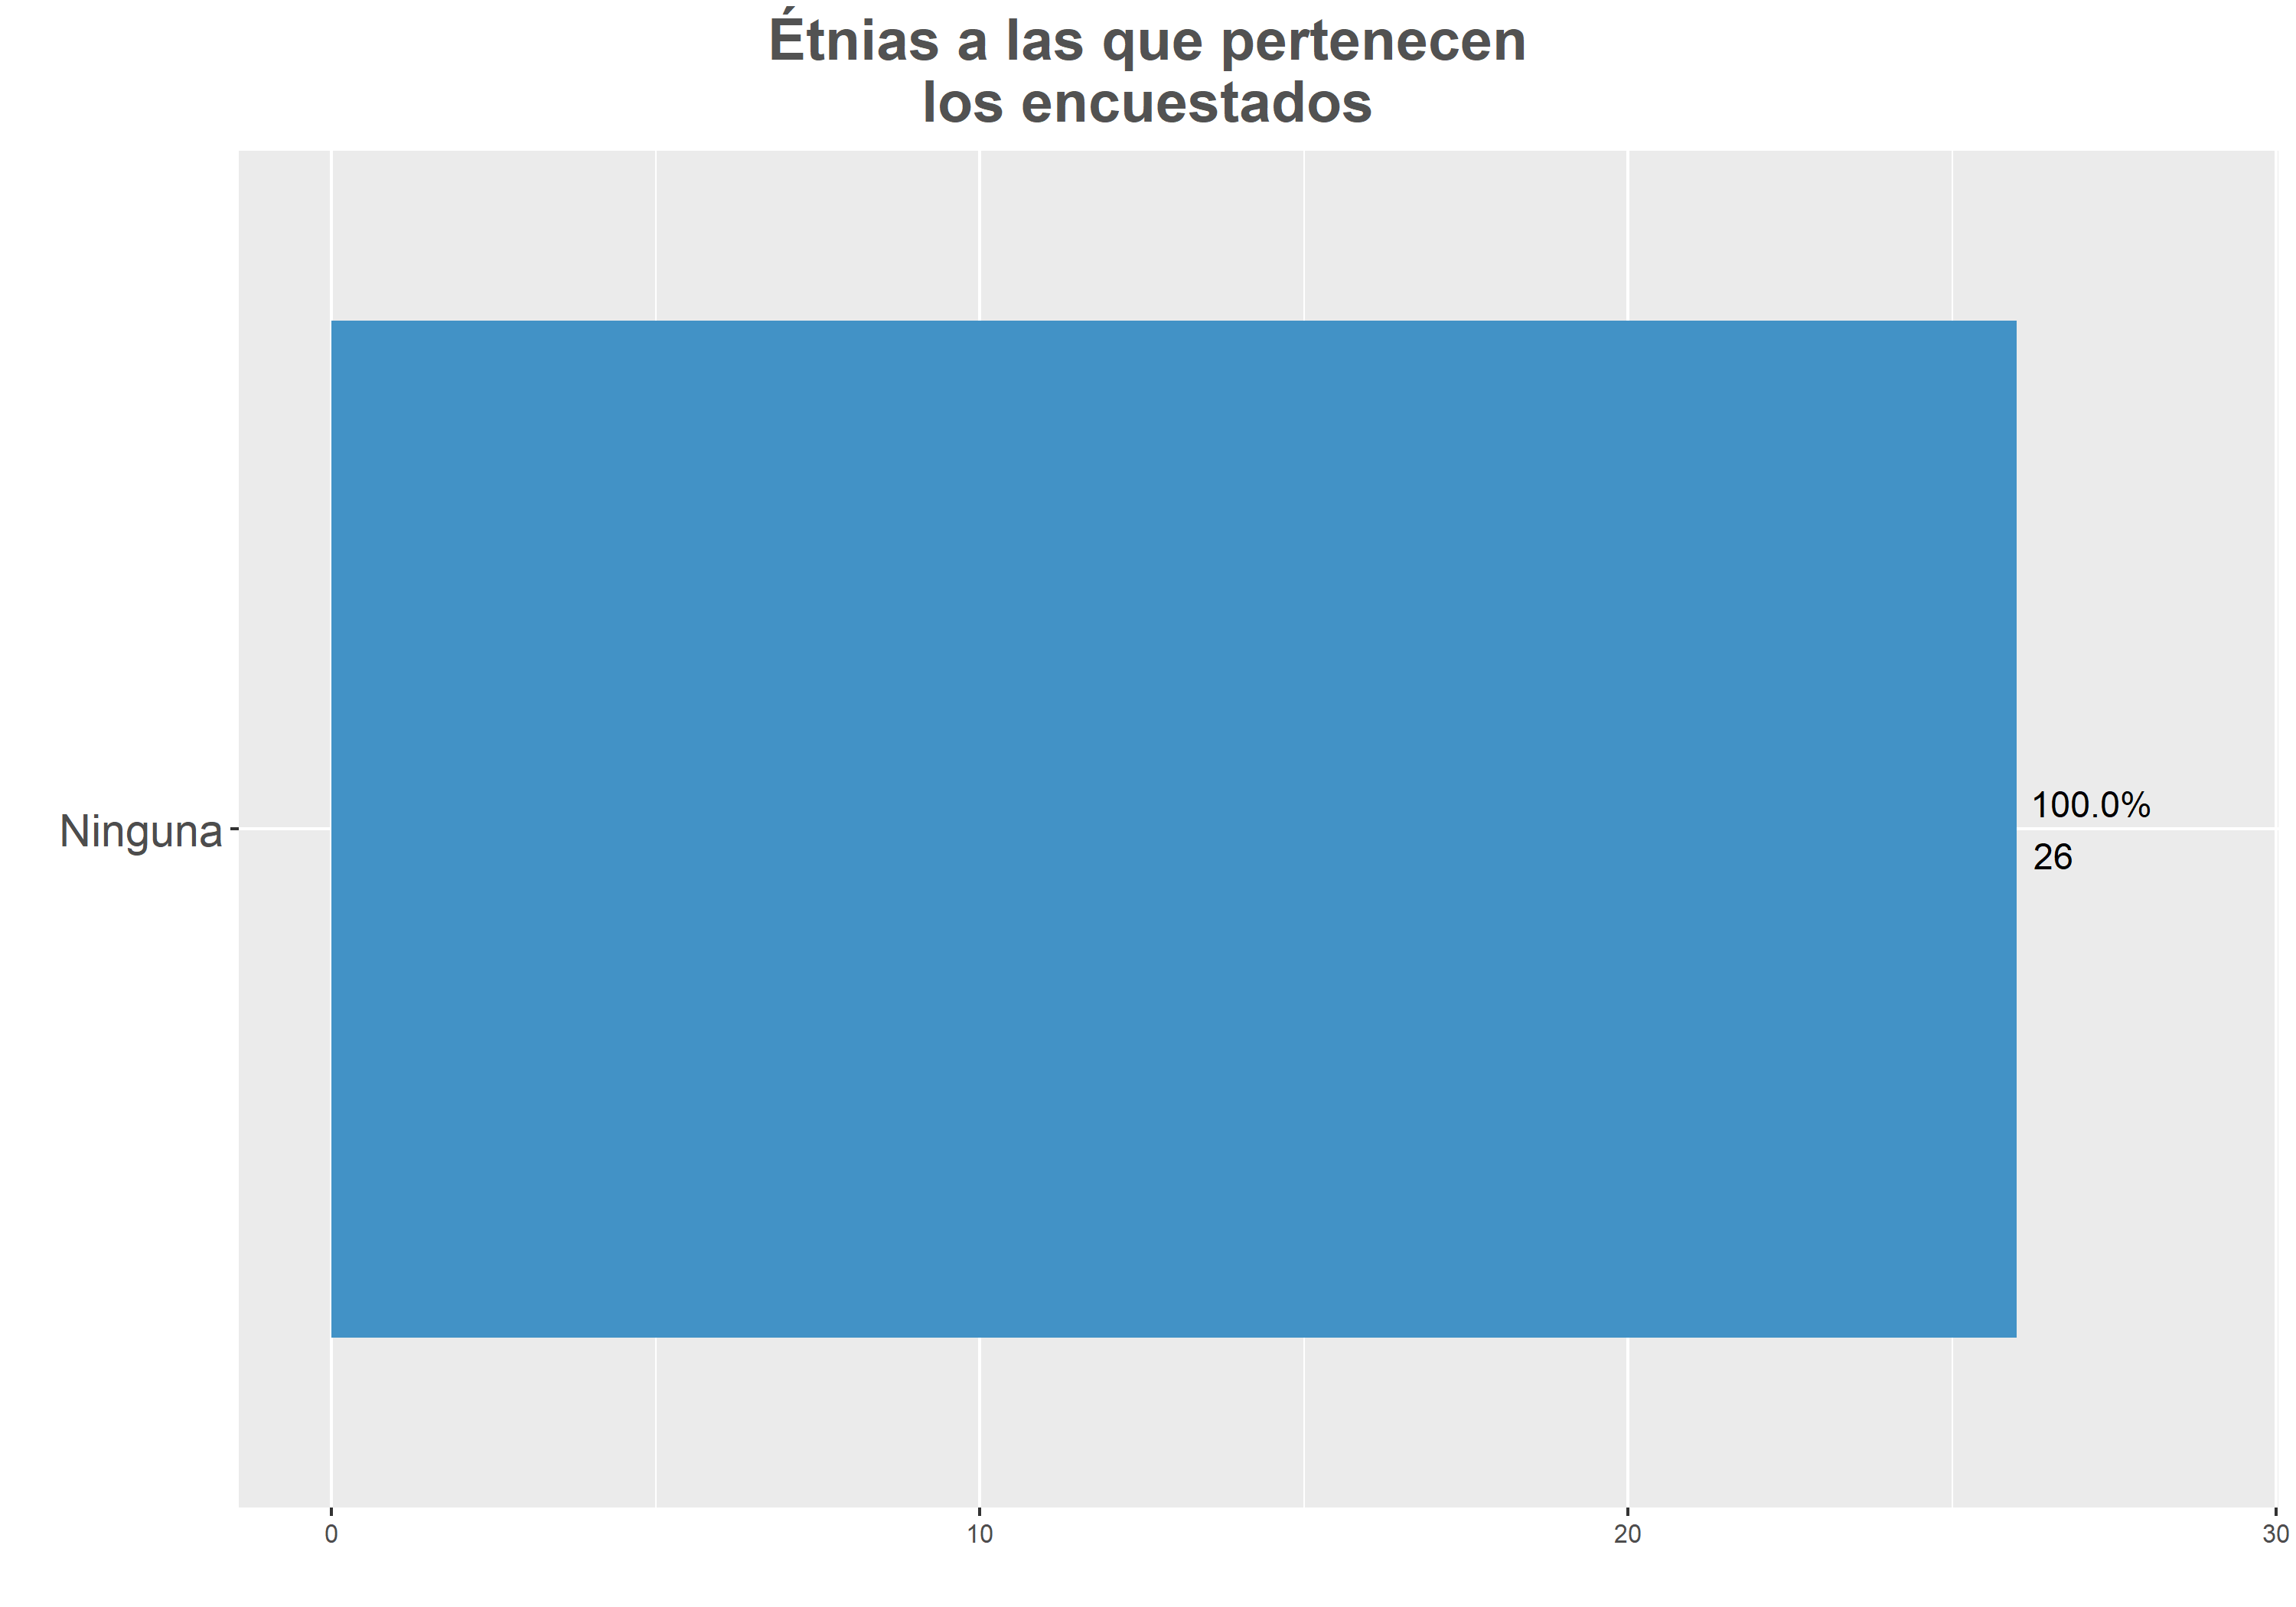 Étnias a las que pertenecen
los encuestados
Ninguna
100.0%
26
0
10
20
30